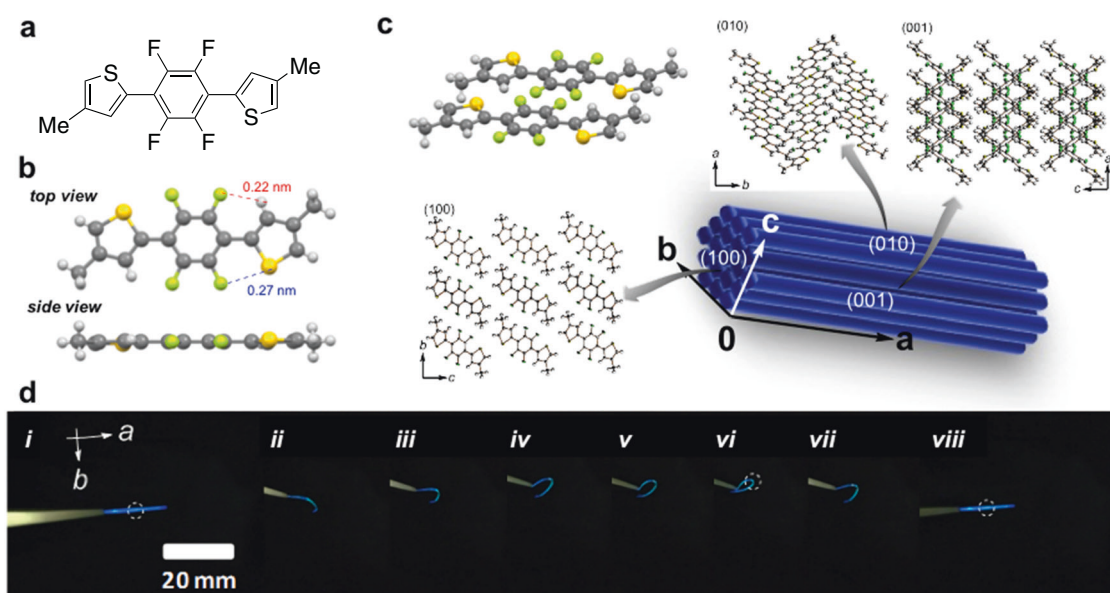 a
F F
Me
S
S
Me
F F
b
top view
0.22 nm
0.27 nm
side view
c
(010)
a
b
(001)
c
a
(100)
b
c
b
c
(100)
(010)
(001)
0
a
d
i
a
b
ii
iii
iv
v
vi
vii
viii
20 mm